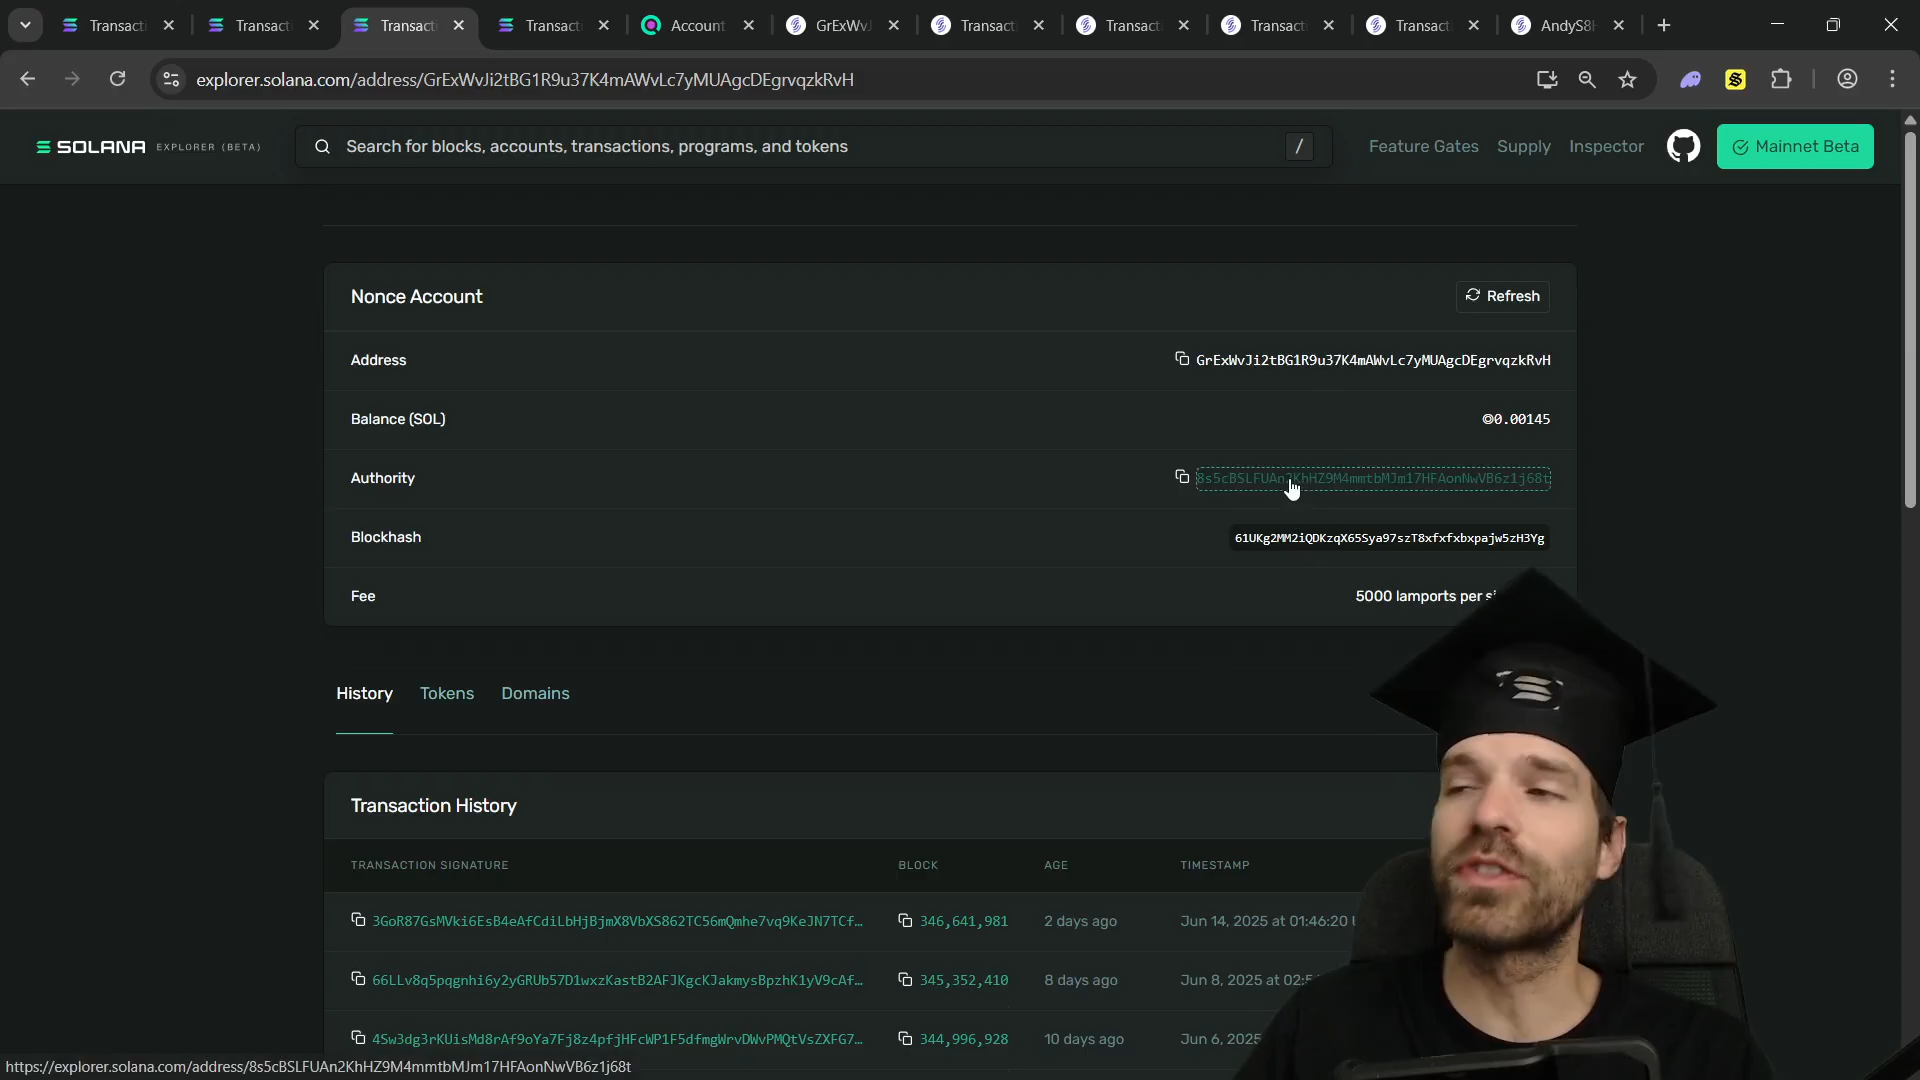 Transacti
Transacti
Transacti
Transacti
Account
GrExWvJ
Transacti
Transacti
Transacti
Transacti
AndyS8
explorer.solana.com/address/GrExWvJi2tBG1R9u37K4mAWvLc7yMUAgcDEgrvqzkRvH
SOLANA EXPLORER (BETA)
Search for blocks, accounts, transactions, programs, and tokens
/
Feature Gates
Supply
Inspector
Mainnet Beta
Nonce Account
Refresh
Address
GrExWvJi2tBG1R9u37K4mAWvLc7yMUAgcDEgrvqzkRvH
Balance (SOL)
◎0.00145
Authority
8s5cBSLFUAn2KhHZ9M4mmtbMJm17HFAonNwVB6z1j68t
Blockhash
61UKg2MM2iQDKzqX65Sya97szT8xfxfxbxpajw5zH3Yg
Fee
5000 lamports per si
History
Tokens
Domains
Transaction History
TRANSACTION SIGNATURE
BLOCK
AGE
TIMESTAMP
3GoR87GsMVki6EsB4eAfCdiLbHjBjmX8VbXS862TC56mQmhe7vq9KeJN7TCf…
346,641,981
2 days ago
Jun 14, 2025 at 01:46:20
66LLv8q5pqgnhi6y2yGRUb57D1wxzKastB2AFJKgcKJakmysBpzhK1yV9cAf…
345,352,410
8 days ago
Jun 8, 2025 at 02:5
4Sw3dg3rKUisMd8rAf9oYa7Fj8z4pfjHFcWP1F5dfmgWrvDWvPMQtVsZXFG7…
344,996,928
10 days ago
Jun 6, 2025
https://explorer.solana.com/address/8s5cBSLFUAn2KhHZ9M4mmtbMJm17HFAonNwVB6z1j68t